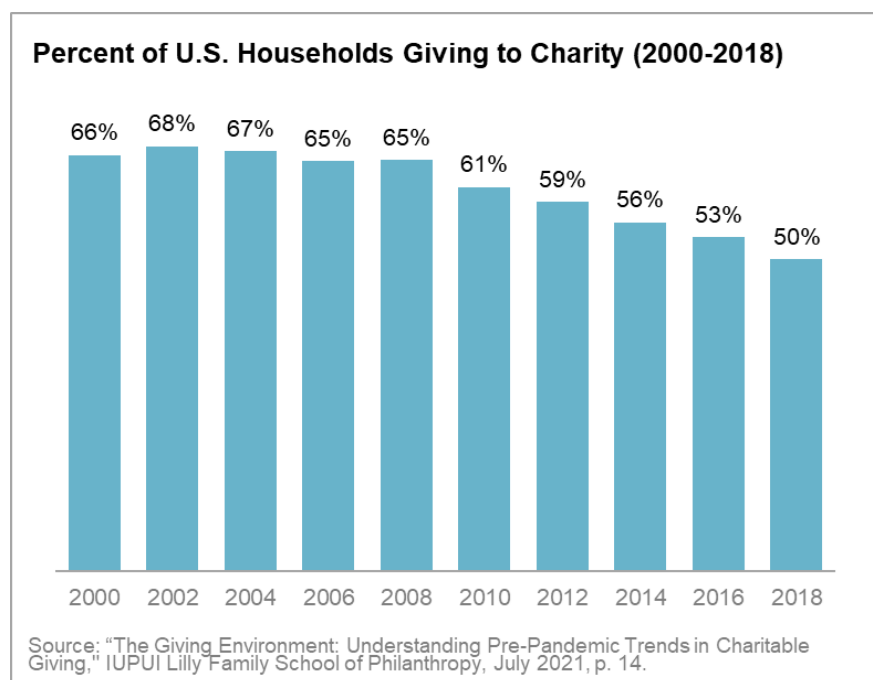 Percent of U.S. Households Giving to Charity (2000-2018)
66% 68% 67% 65% 65% 61% 59% 56% 53% 50%
2000 2002 2004 2006 2008 2010 2012 2014 2016 2018
Source: “The Giving Environment: Understanding Pre-Pandemic Trends in Charitable
Giving," IUPUI Lilly Family School of Philanthropy, July 2021, p. 14.